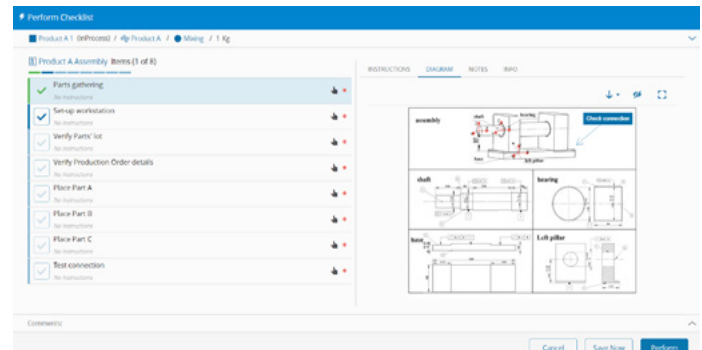 Perform Checklist
Product A 1 (InProcess) / Product A / Mixing / 1 Kg
Product A Assembly Items (1 of 8)
INSTRUCTIONS DIAGRAM NOTES INFO
Parts gathering
No instructions
Set-up workstation
No instructions
Verify Parts' lot
No instructions
Verify Production Order details
No instructions
Place Part A
No instructions
Place Part B
No instructions
Place Part C
No instructions
Test connection
No instructions
assembly
shaft
bearing
Check connection
base
left pillar
shaft
bearing
base
Left pillar
Comments:
Cancel
Save Now
Perform